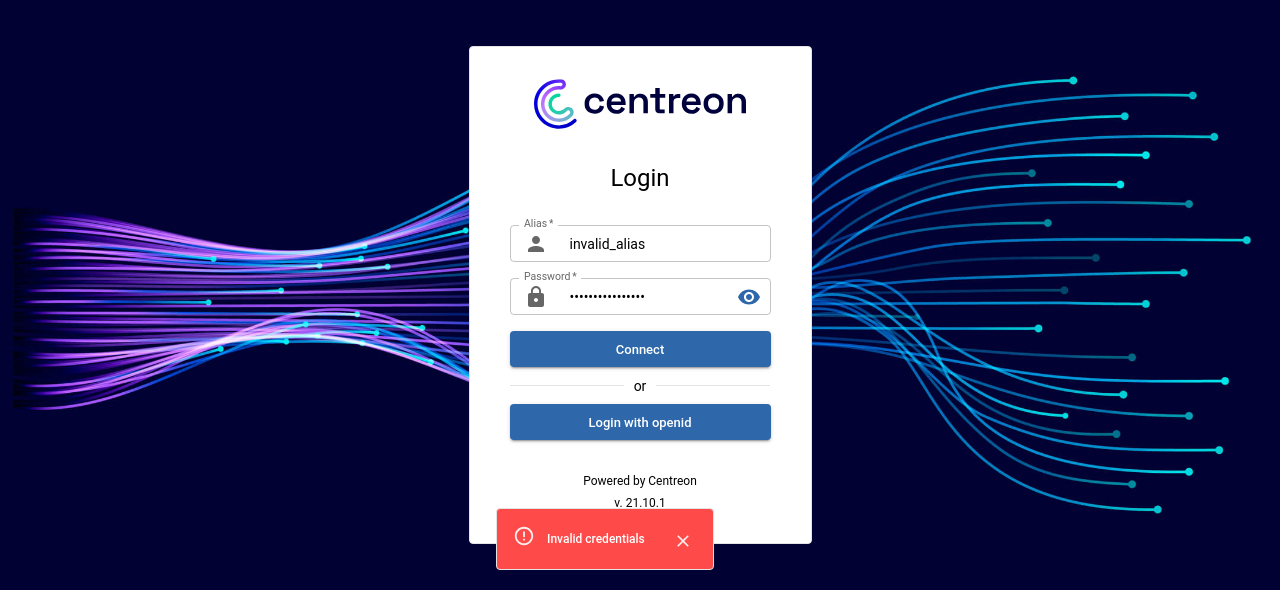 centreon
Login
Alias *
invalid_alias
Password *
••••••••••••••••
Connect
or
Login with openid
Powered by Centreon
v. 21.10.1
Invalid credentials